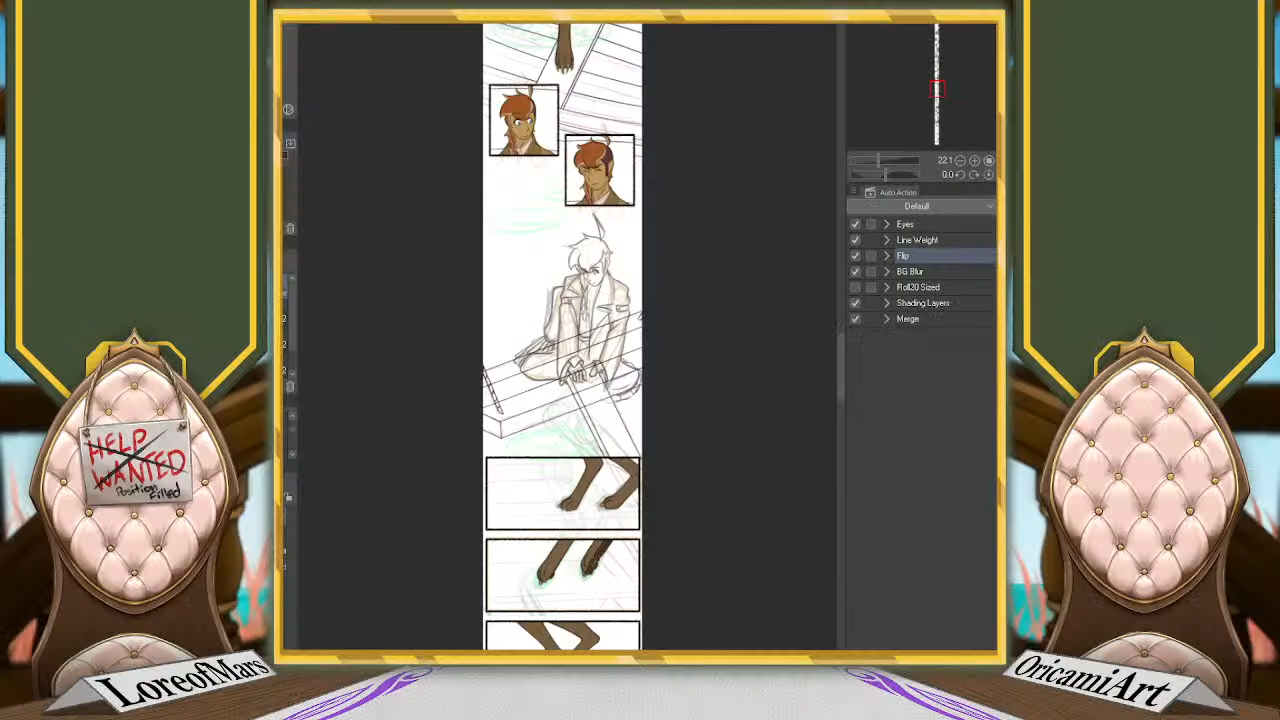 22.1
0.0
Auto Action
Default
Eyes
Line Weight
Flip
BG Blur
Roll20 Sized
Shading Layers
Merge
HELP
WANTED
Position
Filled
LoreofMars
OricamiArt